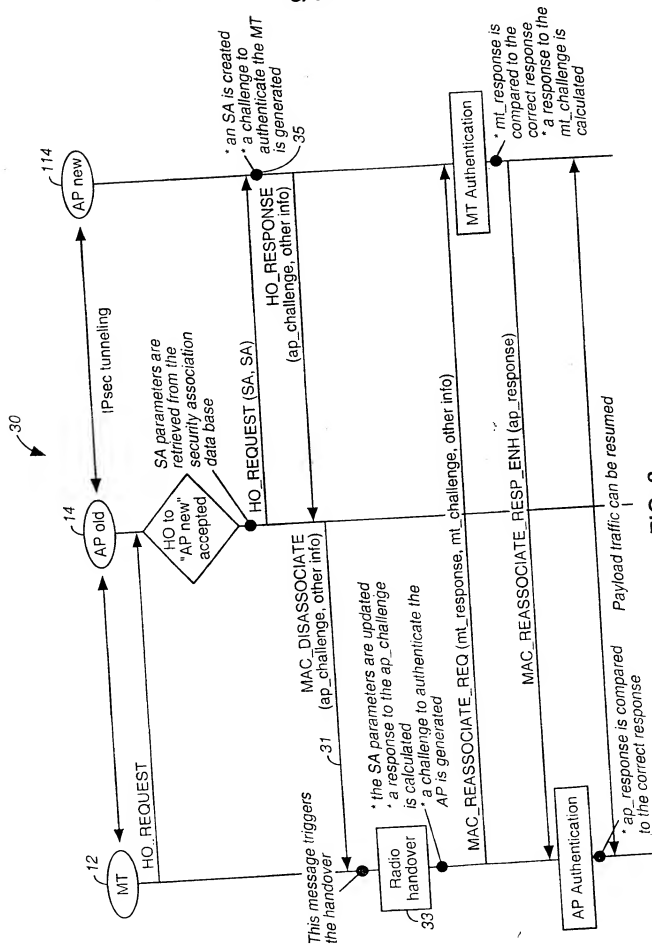 30
12
MT
14
AP old
114
AP new
IPsec tunneling
HO..REQUEST
HO to
"AP new"
accepted
SA parameters are
retrieved from the
security association
data base
HO_REQUEST (SA, SA)
* an SA is created
* a challenge to
authenticate the MT
is generated
35
HO_RESPONSE
(ap_challenge, other info)
MAC_DISASSOCIATE
(ap_challenge, other info)
31
This message triggers
the handover
Radio
handover
33
* the SA parameters are updated
* a response to the ap_challenge
is calculated
* a challenge to authenticate the
AP is generated
MAC_REASSOCIATE_REQ (mt_response, mt_challenge, other info)
MT Authentication
* mt_response is
compared to the
correct response
* a response to the
mt_challenge is
calculated
MAC_REASSOCIATE_RESP_ENH (ap_response)
AP Authentication
* ap_response is compared
to the correct response
Payload traffic can be resumed